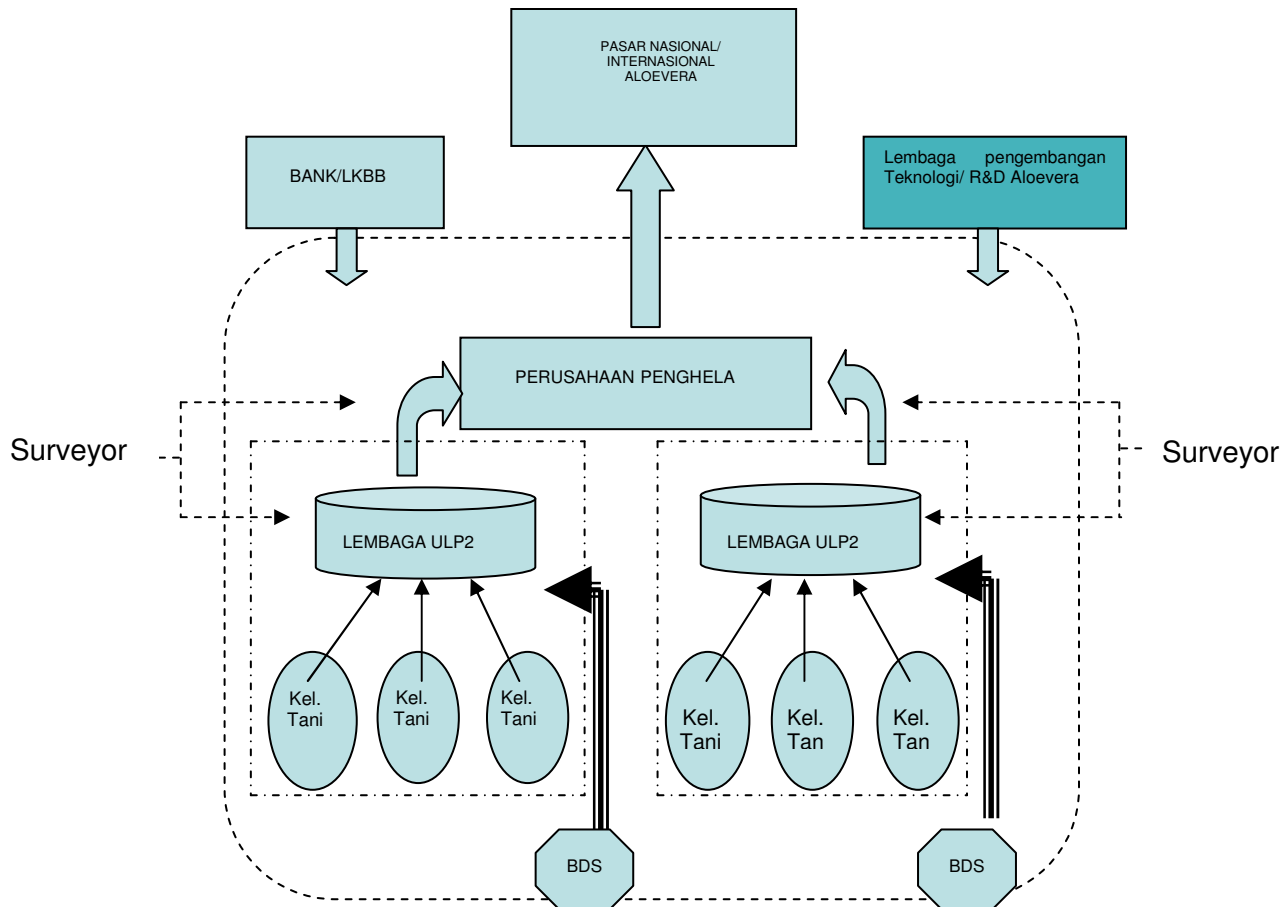 PASAR NASIONAL/
INTERNASIONAL
ALOEVERA
BANK/LKBB
Lembaga pengembangan
Teknologi/ R&D Aloevera
PERUSAHAAN PENGHELA
Surveyor
Surveyor
LEMBAGA ULP2
LEMBAGA ULP2
Kel.
Tani
Kel.
Tani
Kel.
Tani
Kel.
Tani
Kel.
Tan
Kel.
Tan
BDS
BDS